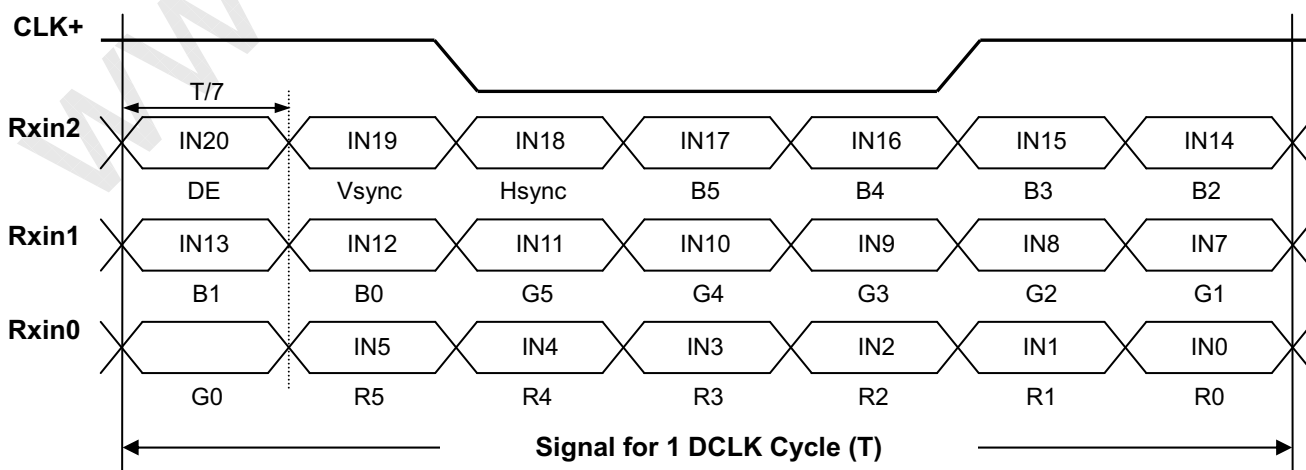 CLK+
T/7
Rxin2 IN20 IN19 IN18 IN17 IN16 IN15 IN14
DE Vsync Hsync B5 B4 B3 B2
Rxin1 IN13 IN12 IN11 IN10 IN9 IN8 IN7
B1 B0 G5 G4 G3 G2 G1
Rxin0 IN5 IN4 IN3 IN2 IN1 IN0
G0 R5 R4 R3 R2 R1 R0
Signal for 1 DCLK Cycle (T)